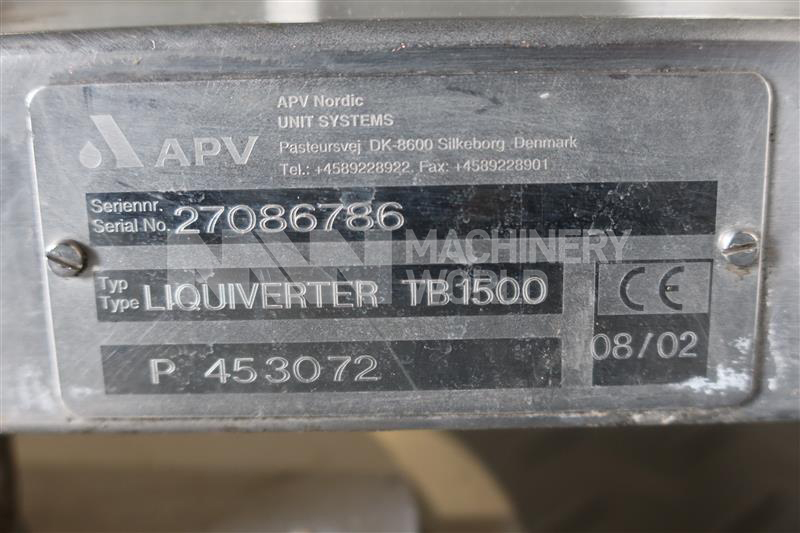 APV
APV Nordic
UNIT SYSTEMS
Pasteursvej DK-8600 Silkeborg Denmark
Tel.: +4589228922. Fax: +4589228901
Seriennr.
Serial No. 27086786
MACHINERY
WORLD
Typ
Type LIQUIVERTER TB1500
CE
08/02
P 453072